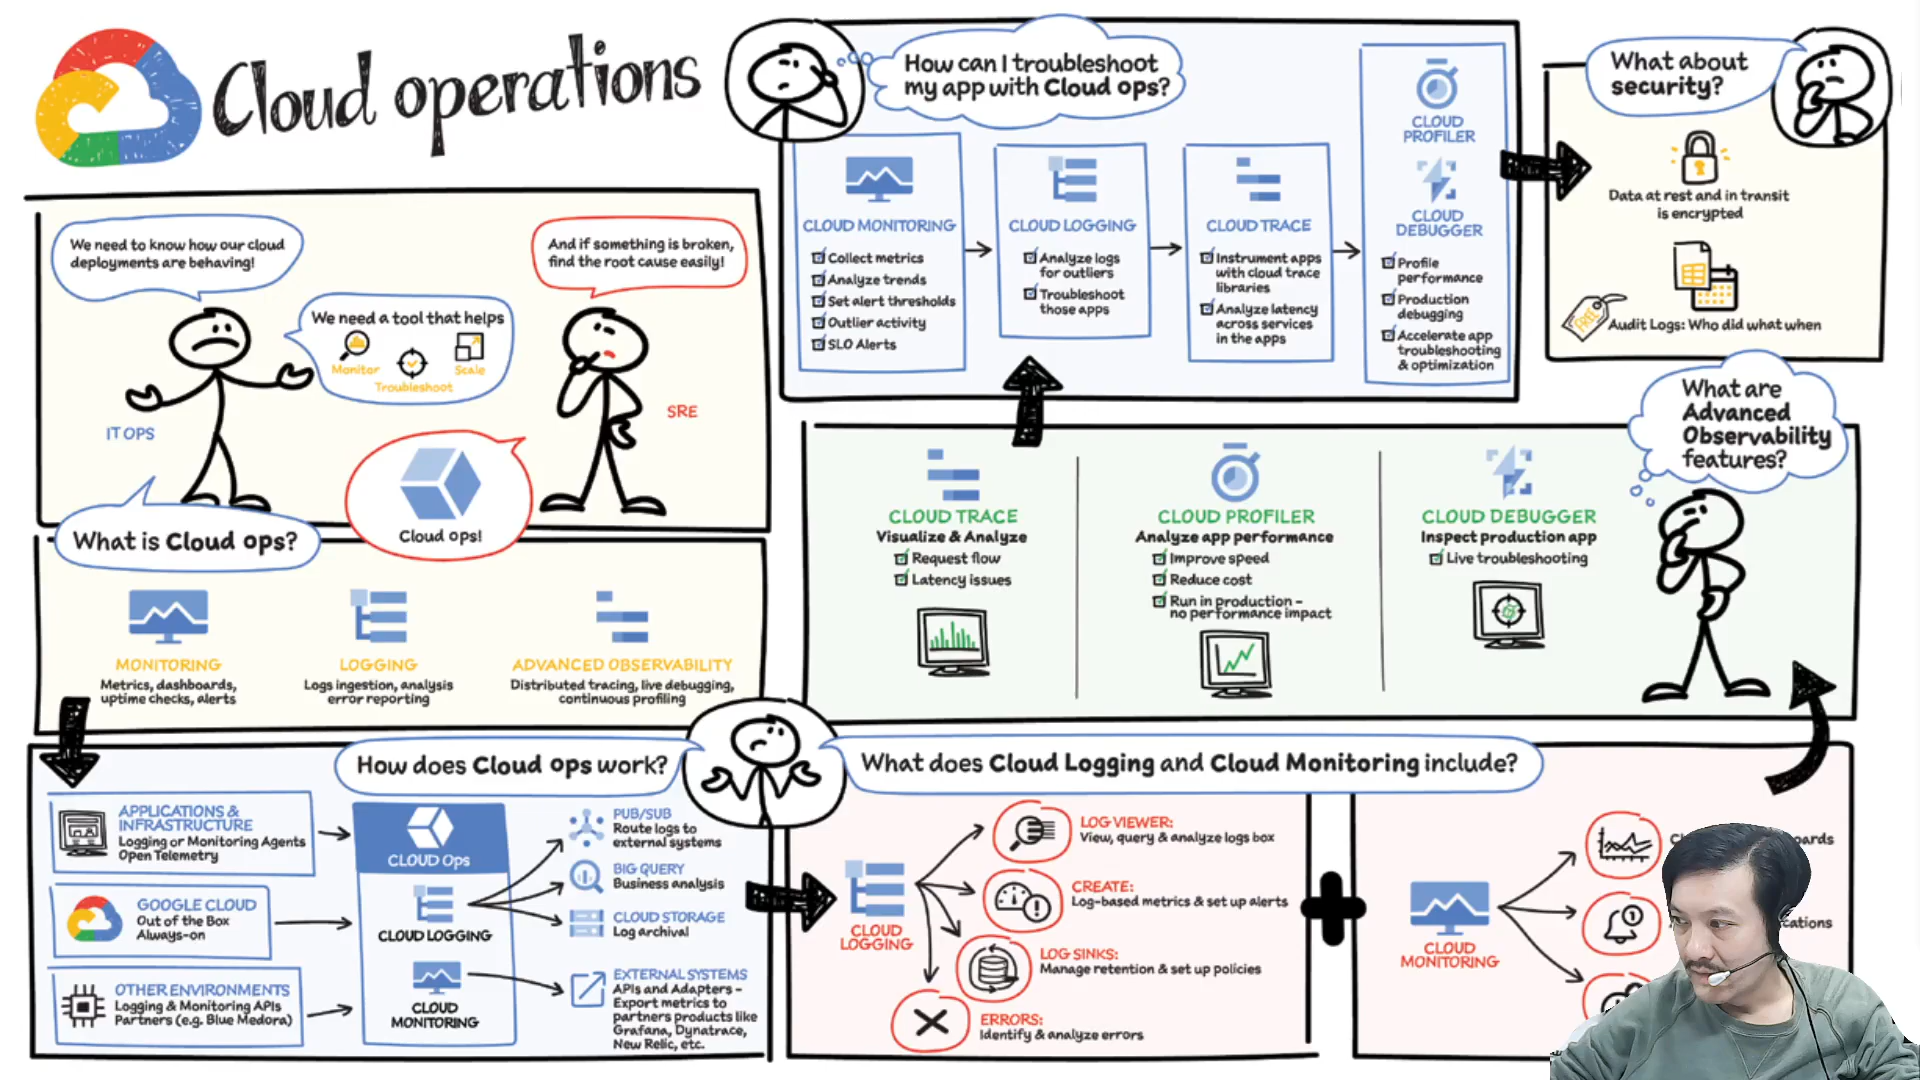 Cloud operations
We need to know how our cloud
deployments are behaving!
And if something is broken,
find the root cause easily!
We need a tool that helps
Monitor
Troubleshoot
Scale
IT OPS
SRE
Cloud ops!
What is Cloud ops?
MONITORING
Metrics, dashboards,
uptime checks, alerts
LOGGING
Logs ingestion, analysis
error reporting
ADVANCED OBSERVABILITY
Distributed tracing, live debugging,
continuous profiling
How does Cloud ops work?
APPLICATIONS &
INFRASTRUCTURE
Logging or Monitoring Agents
Open Telemetry
GOOGLE CLOUD
Out of the Box
Always-on
OTHER ENVIRONMENTS
Logging & Monitoring APIs
Partners (e.g. Blue Medora)
CLOUD Ops
CLOUD LOGGING
CLOUD
MONITORING
PUB/SUB
Route logs to
external systems
BIG QUERY
Business analysis
CLOUD STORAGE
Log archival
EXTERNAL SYSTEMS
APIs and Adapters -
Export metrics to
partners products like
Grafana, Dynatrace,
New Relic, etc.
What does Cloud Logging and Cloud Monitoring include?
CLOUD
LOGGING
LOG VIEWER:
View, query & analyze logs box
CREATE:
Log-based metrics & set up alerts
LOG SINKS:
Manage retention & set up policies
ERRORS:
Identify & analyze errors
CLOUD
MONITORING
What are
Advanced
Observability
features?
CLOUD TRACE
Visualize & Analyze
Request flow
Latency issues
CLOUD PROFILER
Analyze app performance
Improve speed
Reduce cost
Run in production -
no performance impact
CLOUD DEBUGGER
Inspect production app
Live troubleshooting
How can I troubleshoot
my app with Cloud ops?
CLOUD MONITORING
Collect metrics
Analyze trends
Set alert thresholds
Outlier activity
SLO Alerts
CLOUD LOGGING
Analyze logs
for outliers
Troubleshoot
those apps
CLOUD TRACE
Instrument apps
with cloud trace
libraries
Analyze latency
across services
in the apps
CLOUD
PROFILER
CLOUD
DEBUGGER
Profile
performance
Production
debugging
Accelerate app
troubleshooting
& optimization
What about
security?
Data at rest and in transit
is encrypted
FREE
Audit Logs: Who did what when